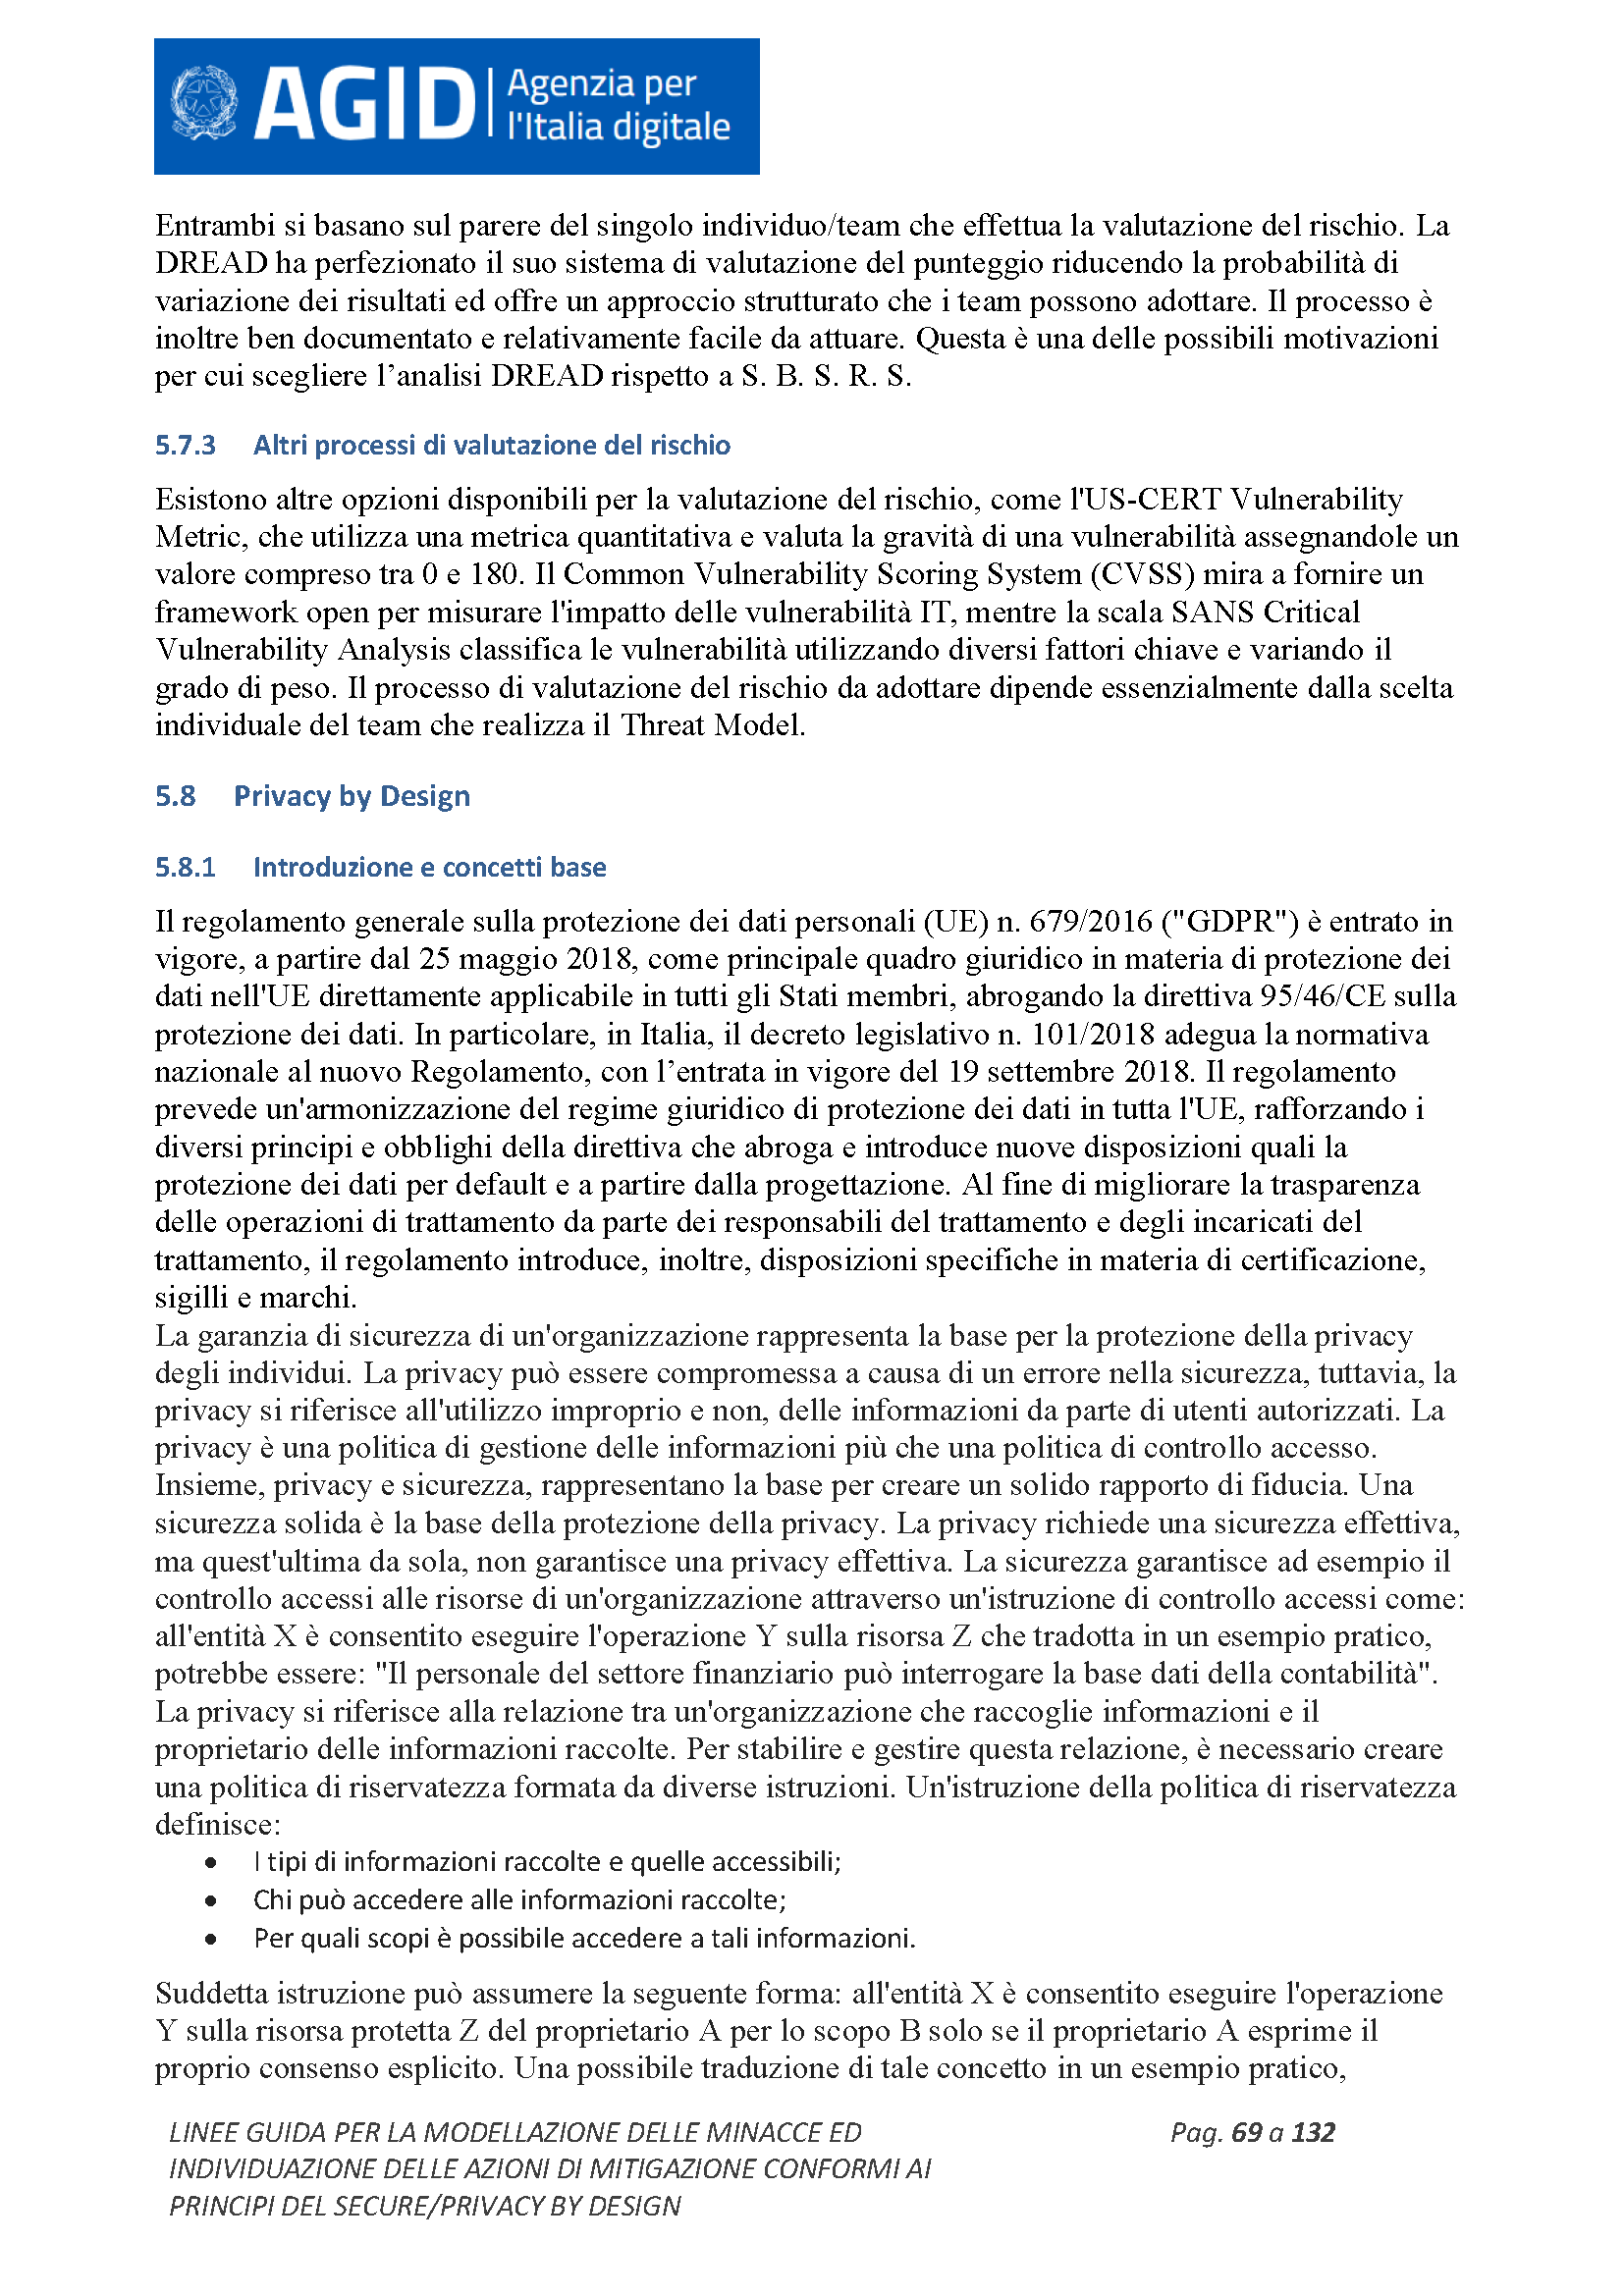 AGID
Agenzia per
l'Italia digitale
Entrambi si basano sul parere del singolo individuo/team che effettua la valutazione del rischio. La
DREAD ha perfezionato il suo sistema di valutazione del punteggio riducendo la probabilità di
variazione dei risultati ed offre un approccio strutturato che i team possono adottare. Il processo è
inoltre ben documentato e relativamente facile da attuare. Questa è una delle possibili motivazioni
per cui scegliere l’analisi DREAD rispetto a S. B. S. R. S.
5.7.3 Altri processi di valutazione del rischio
Esistono altre opzioni disponibili per la valutazione del rischio, come l'US-CERT Vulnerability
Metric, che utilizza una metrica quantitativa e valuta la gravità di una vulnerabilità assegnandole un
valore compreso tra 0 e 180. Il Common Vulnerability Scoring System (CVSS) mira a fornire un
framework open per misurare l'impatto delle vulnerabilità IT, mentre la scala SANS Critical
Vulnerability Analysis classifica le vulnerabilità utilizzando diversi fattori chiave e variando il
grado di peso. Il processo di valutazione del rischio da adottare dipende essenzialmente dalla scelta
individuale del team che realizza il Threat Model.
5.8 Privacy by Design
5.8.1 Introduzione e concetti base
Il regolamento generale sulla protezione dei dati personali (UE) n. 679/2016 ("GDPR") è entrato in
vigore, a partire dal 25 maggio 2018, come principale quadro giuridico in materia di protezione dei
dati nell'UE direttamente applicabile in tutti gli Stati membri, abrogando la direttiva 95/46/CE sulla
protezione dei dati. In particolare, in Italia, il decreto legislativo n. 101/2018 adegua la normativa
nazionale al nuovo Regolamento, con l’entrata in vigore del 19 settembre 2018. Il regolamento
prevede un'armonizzazione del regime giuridico di protezione dei dati in tutta l'UE, rafforzando i
diversi principi e obblighi della direttiva che abroga e introduce nuove disposizioni quali la
protezione dei dati per default e a partire dalla progettazione. Al fine di migliorare la trasparenza
delle operazioni di trattamento da parte dei responsabili del trattamento e degli incaricati del
trattamento, il regolamento introduce, inoltre, disposizioni specifiche in materia di certificazione,
sigilli e marchi.
La garanzia di sicurezza di un'organizzazione rappresenta la base per la protezione della privacy
degli individui. La privacy può essere compromessa a causa di un errore nella sicurezza, tuttavia, la
privacy si riferisce all'utilizzo improprio e non, delle informazioni da parte di utenti autorizzati. La
privacy è una politica di gestione delle informazioni più che una politica di controllo accesso.
Insieme, privacy e sicurezza, rappresentano la base per creare un solido rapporto di fiducia. Una
sicurezza solida è la base della protezione della privacy. La privacy richiede una sicurezza effettiva,
ma quest'ultima da sola, non garantisce una privacy effettiva. La sicurezza garantisce ad esempio il
controllo accessi alle risorse di un'organizzazione attraverso un'istruzione di controllo accessi come:
all'entità X è consentito eseguire l'operazione Y sulla risorsa Z che tradotta in un esempio pratico,
potrebbe essere: "Il personale del settore finanziario può interrogare la base dati della contabilità".
La privacy si riferisce alla relazione tra un'organizzazione che raccoglie informazioni e il
proprietario delle informazioni raccolte. Per stabilire e gestire questa relazione, è necessario creare
una politica di riservatezza formata da diverse istruzioni. Un'istruzione della politica di riservatezza
definisce:
• I tipi di informazioni raccolte e quelle accessibili;
• Chi può accedere alle informazioni raccolte;
• Per quali scopi è possibile accedere a tali informazioni.
Suddetta istruzione può assumere la seguente forma: all'entità X è consentito eseguire l'operazione
Y sulla risorsa protetta Z del proprietario A per lo scopo B solo se il proprietario A esprime il
proprio consenso esplicito. Una possibile traduzione di tale concetto in un esempio pratico,
LINEE GUIDA PER LA MODELLAZIONE DELLE MINACCE ED
INDIVIDUAZIONE DELLE AZIONI DI MITIGAZIONE CONFORMI AI
PRINCIPI DEL SECURE/PRIVACY BY DESIGN
Pag. 69 a 132